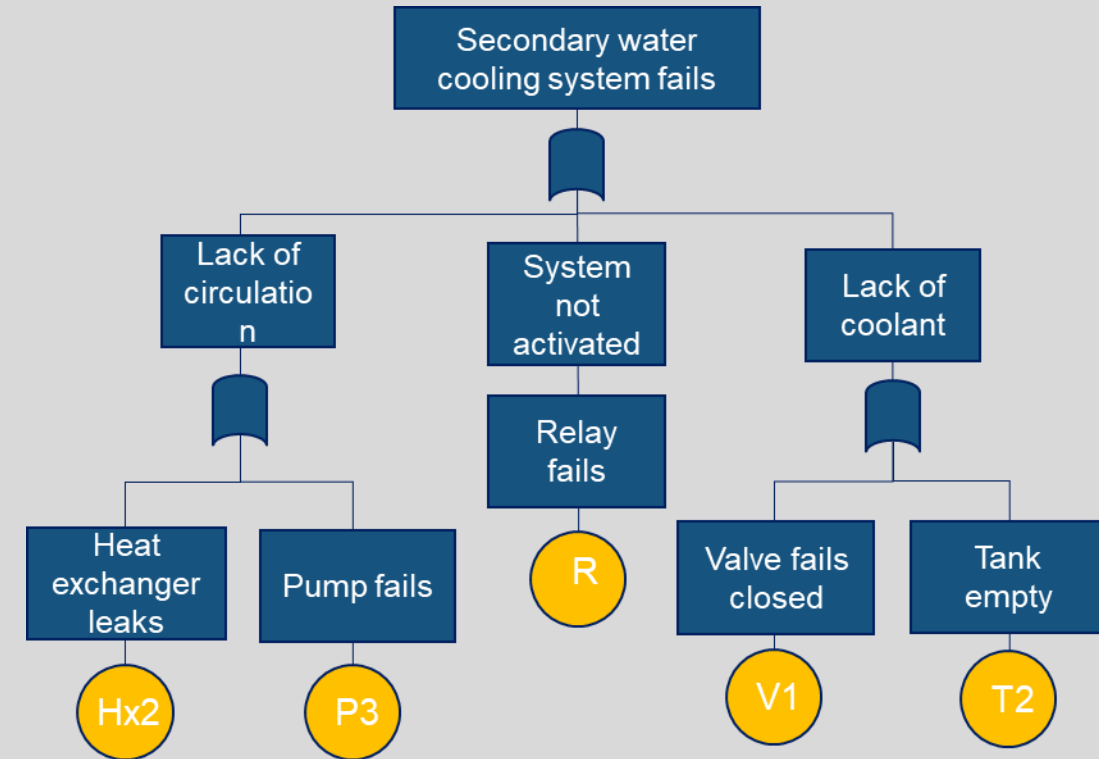 Secondary water
cooling system fails
Lack of
circulatio
n
System
not
activated
Lack of
coolant
Relay
fails
Heat
exchanger
leaks
Pump fails
R
Valve fails
closed
Tank
empty
Hx2
P3
V1
T2